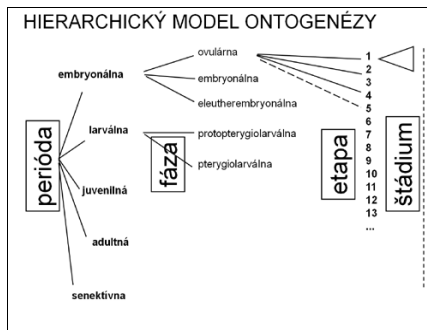 HIERARCHICKÝ MODEL ONTOGENÉZY
perióda
embryonálna
larválna
juvenilná
adultná
senektívna
fáza
ovulárna
embryonálna
eleutherembryonálna
protopterygiolarválna
pterygiolarválna
etapa
1
2
3
4
5
6
7
8
9
10
11
12
13
...
štádium